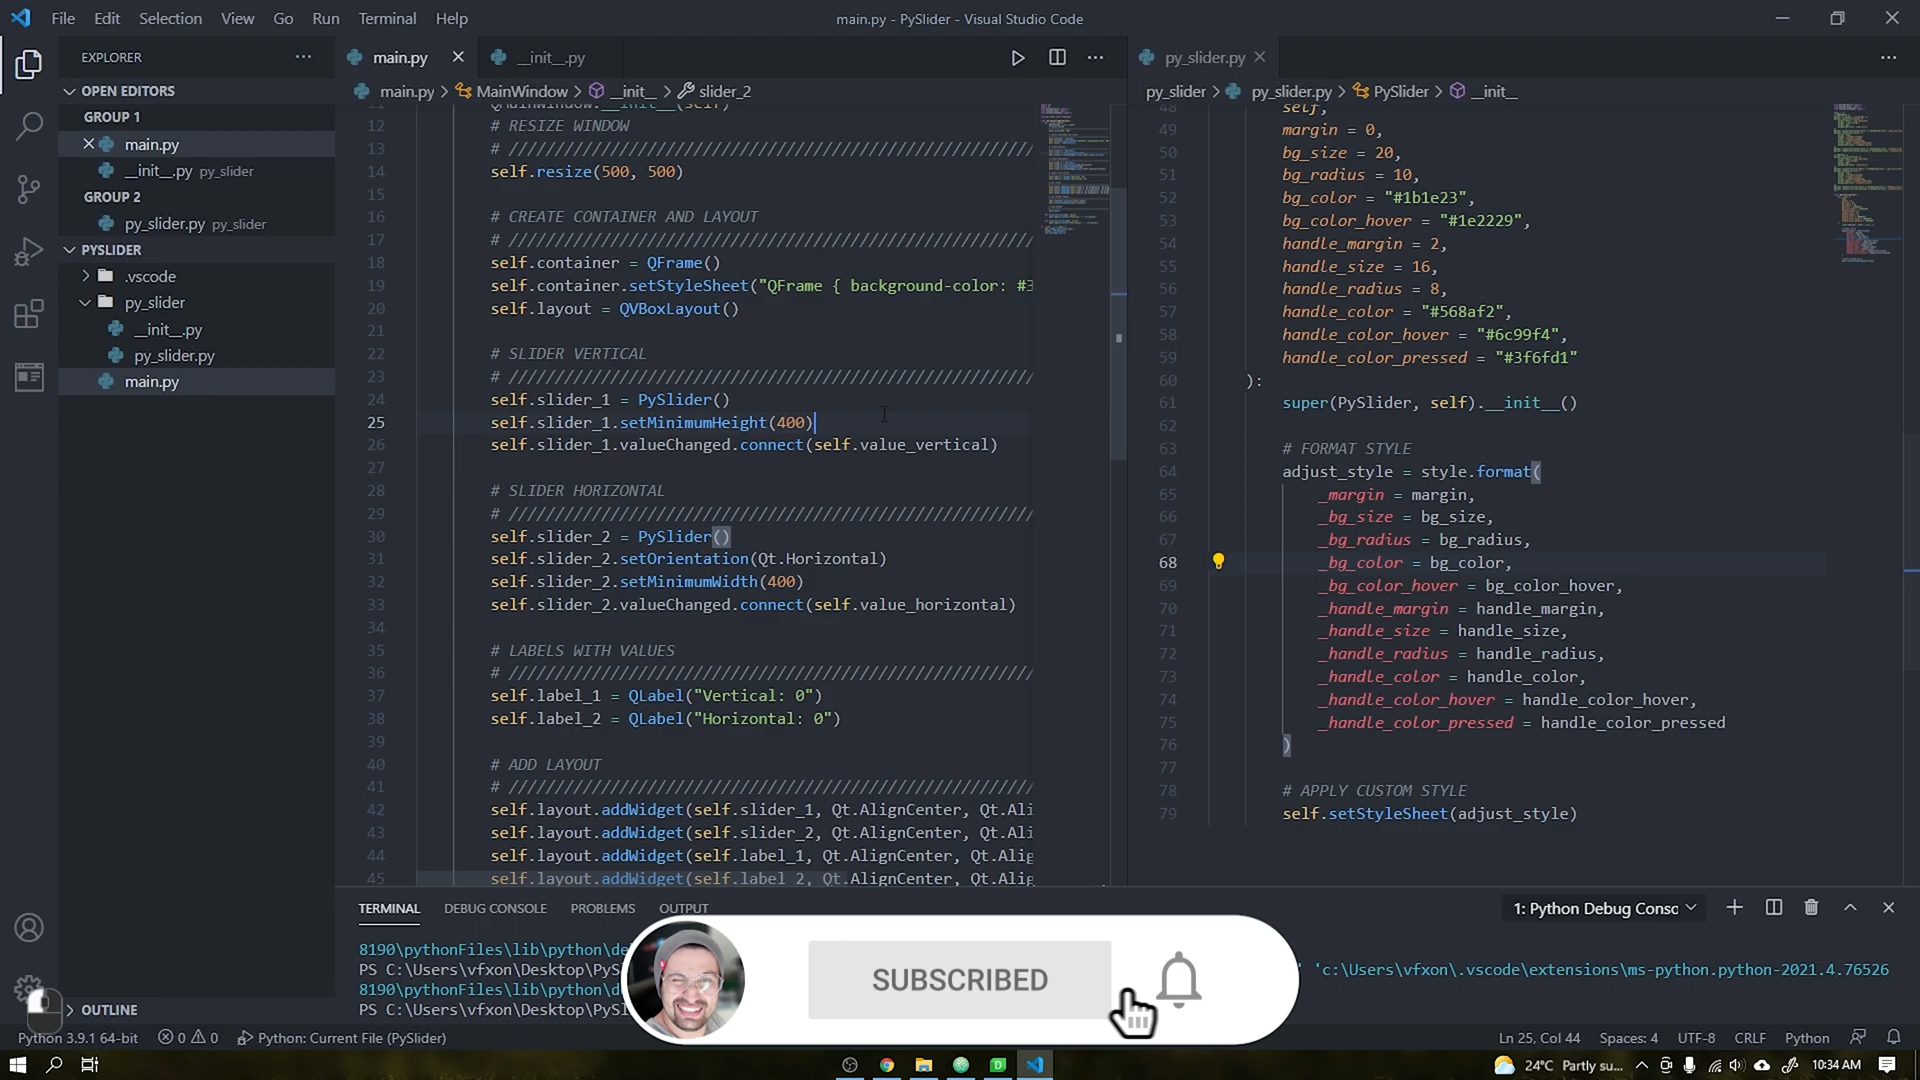 File Edit Selection View Go Run Terminal Help
main.py - PySlider - Visual Studio Code
EXPLORER
OPEN EDITORS
GROUP 1
main.py
__init__.py py_slider
GROUP 2
py_slider.py py_slider
PYSLIDER
.vscode
py_slider
__init__.py
py_slider.py
main.py
OUTLINE
main.py
__init__.py
main.py > MainWindow > __init__ > slider_2
11 QMainWindow.__init__(self)
12 # RESIZE WINDOW
13 # /////////////////////////////////////////////////////////
14 self.resize(500, 500)
15
16 # CREATE CONTAINER AND LAYOUT
17 # /////////////////////////////////////////////////////////
18 self.container = QFrame()
19 self.container.setStyleSheet("QFrame { background-color: #3
20 self.layout = QVBoxLayout()
21
22 # SLIDER VERTICAL
23 # /////////////////////////////////////////////////////////
24 self.slider_1 = PySlider()
25 self.slider_1.setMinimumHeight(400)
26 self.slider_1.valueChanged.connect(self.value_vertical)
27
28 # SLIDER HORIZONTAL
29 # /////////////////////////////////////////////////////////
30 self.slider_2 = PySlider()
31 self.slider_2.setOrientation(Qt.Horizontal)
32 self.slider_2.setMinimumWidth(400)
33 self.slider_2.valueChanged.connect(self.value_horizontal)
34
35 # LABELS WITH VALUES
36 # /////////////////////////////////////////////////////////
37 self.label_1 = QLabel("Vertical: 0")
38 self.label_2 = QLabel("Horizontal: 0")
39
40 # ADD LAYOUT
41 # /////////////////////////////////////////////////////////
42 self.layout.addWidget(self.slider_1, Qt.AlignCenter, Qt.Ali
43 self.layout.addWidget(self.slider_2, Qt.AlignCenter, Qt.Ali
44 self.layout.addWidget(self.label_1, Qt.AlignCenter, Qt.Alig
45 self.layout.addWidget(self.label_2, Qt.AlignCenter, Qt.Alig
py_slider.py
py_slider > py_slider.py > PySlider > __init__
48 self,
49 margin = 0,
50 bg_size = 20,
51 bg_radius = 10,
52 bg_color = "#1b1e23",
53 bg_color_hover = "#1e2229",
54 handle_margin = 2,
55 handle_size = 16,
56 handle_radius = 8,
57 handle_color = "#568af2",
58 handle_color_hover = "#6c99f4",
59 handle_color_pressed = "#3f6fd1"
60 ):
61 super(PySlider, self).__init__()
62
63 # FORMAT STYLE
64 adjust_style = style.format(
65 _margin = margin,
66 _bg_size = bg_size,
67 _bg_radius = bg_radius,
68 _bg_color = bg_color,
69 _bg_color_hover = bg_color_hover,
70 _handle_margin = handle_margin,
71 _handle_size = handle_size,
72 _handle_radius = handle_radius,
73 _handle_color = handle_color,
74 _handle_color_hover = handle_color_hover,
75 _handle_color_pressed = handle_color_pressed
76 )
77
78 # APPLY CUSTOM STYLE
79 self.setStyleSheet(adjust_style)
TERMINAL DEBUG CONSOLE PROBLEMS OUTPUT
1: Python Debug Consc
8190\pythonFiles\lib\python\de
PS C:\Users\vfxon\Desktop\PySl ' 'c:\Users\vfxon\.vscode\extensions\ms-python.python-2021.4.76526
8190\pythonFiles\lib\python\de
PS C:\Users\vfxon\Desktop\PySl
SUBSCRIBED
Python 3.9.1 64-bit 0 0 Python: Current File (PySlider)
Ln 25, Col 44 Spaces: 4 UTF-8 CRLF Python
24°C Partly su... 10:34 AM